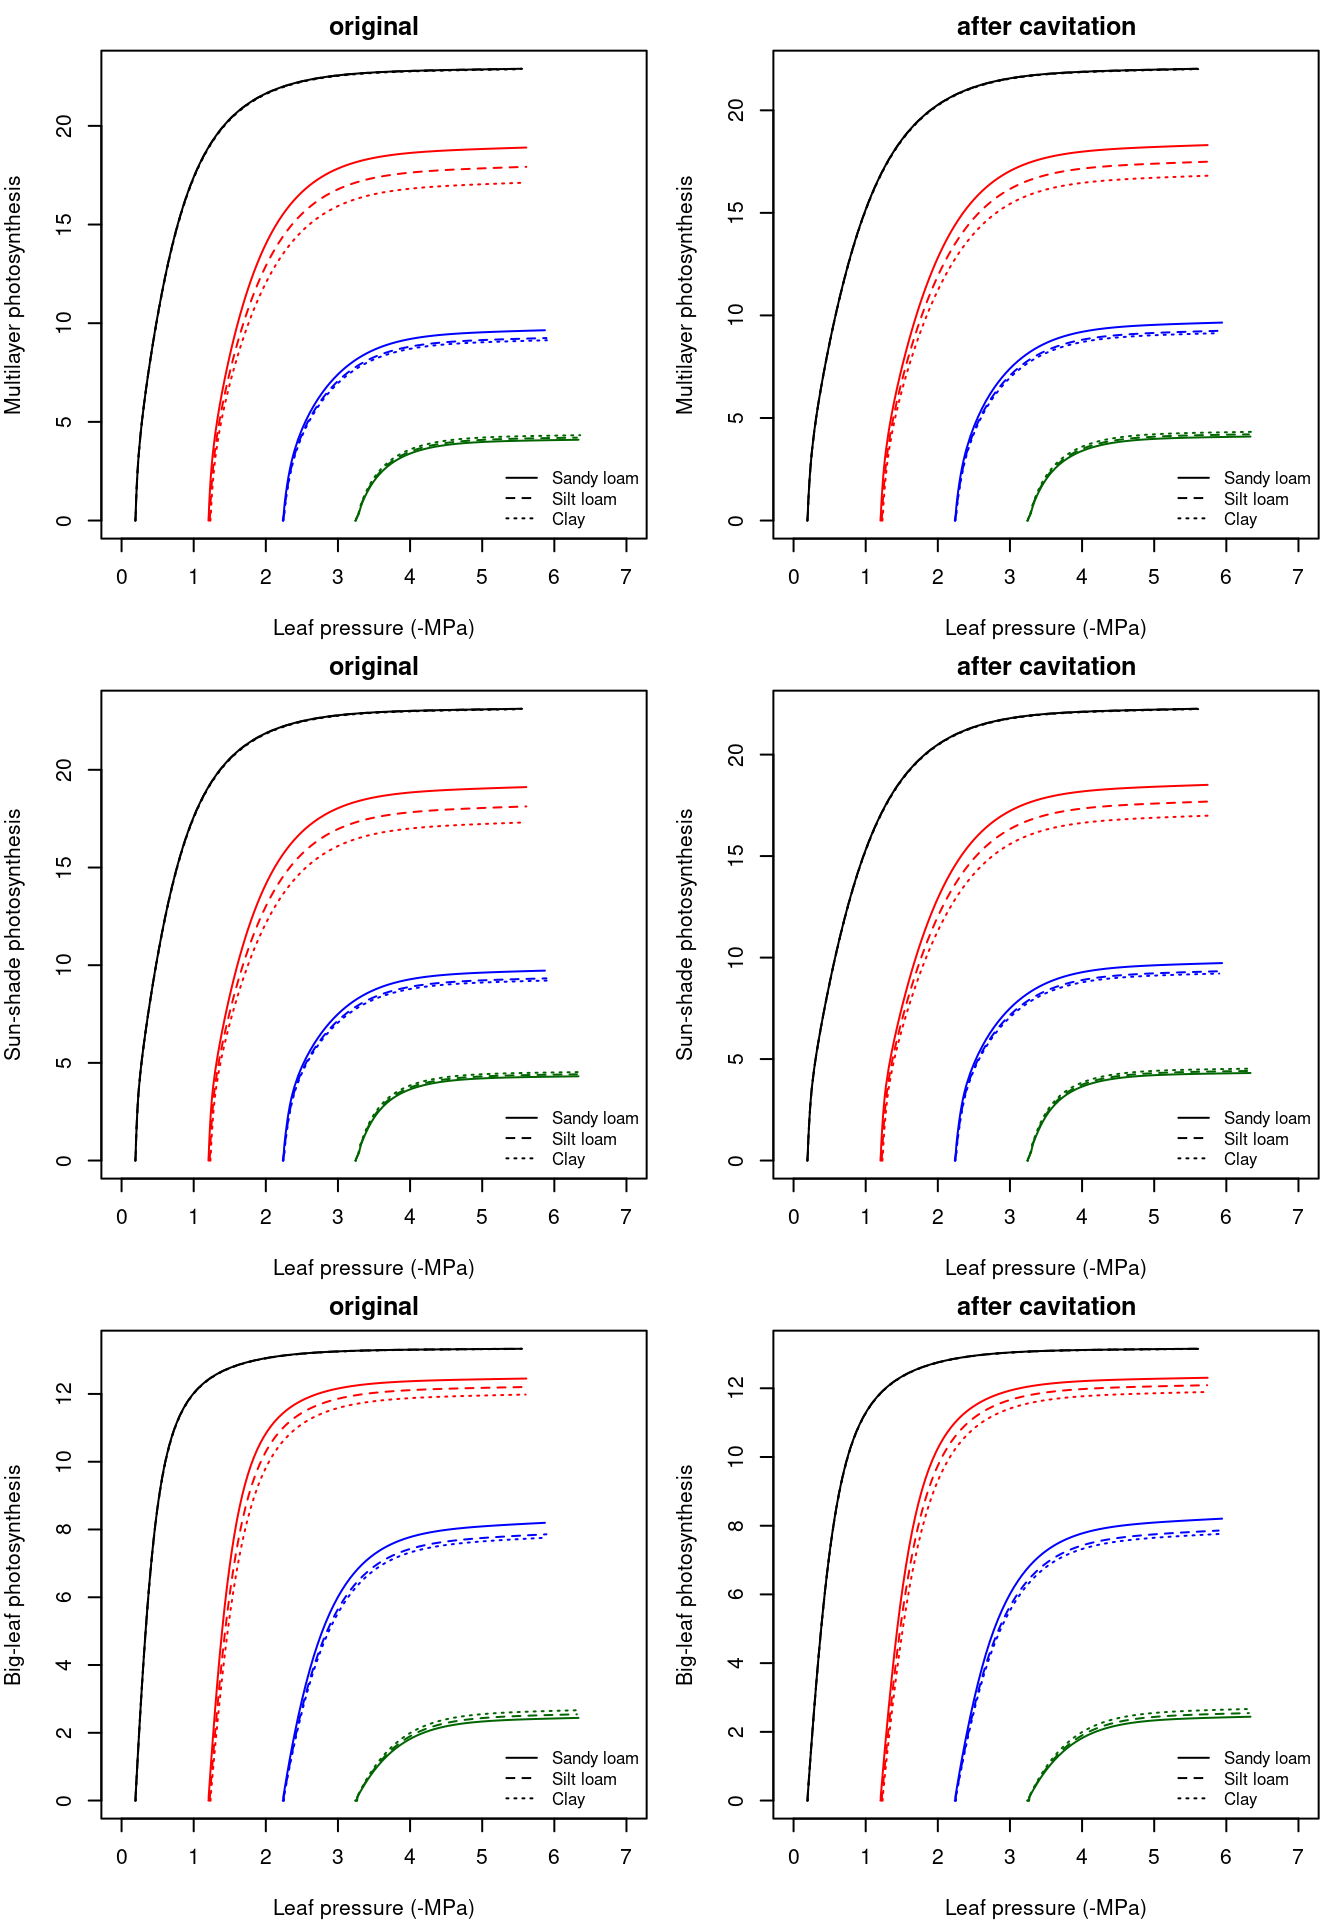 original
after cavitation
Multilayer photosynthesis
20
15
10
5
0
Sandy loam
Silt loam
Clay
0 1 2 3 4 5 6 7
Leaf pressure (-MPa)
Multilayer photosynthesis
20
15
10
5
0
Sandy loam
Silt loam
Clay
0 1 2 3 4 5 6 7
Leaf pressure (-MPa)
original
after cavitation
Sun-shade photosynthesis
20
15
10
5
0
Sandy loam
Silt loam
Clay
0 1 2 3 4 5 6 7
Leaf pressure (-MPa)
Sun-shade photosynthesis
20
15
10
5
0
Sandy loam
Silt loam
Clay
0 1 2 3 4 5 6 7
Leaf pressure (-MPa)
original
after cavitation
Big-leaf photosynthesis
12
10
8
6
4
2
0
Sandy loam
Silt loam
Clay
0 1 2 3 4 5 6 7
Leaf pressure (-MPa)
Big-leaf photosynthesis
12
10
8
6
4
2
0
Sandy loam
Silt loam
Clay
0 1 2 3 4 5 6 7
Leaf pressure (-MPa)